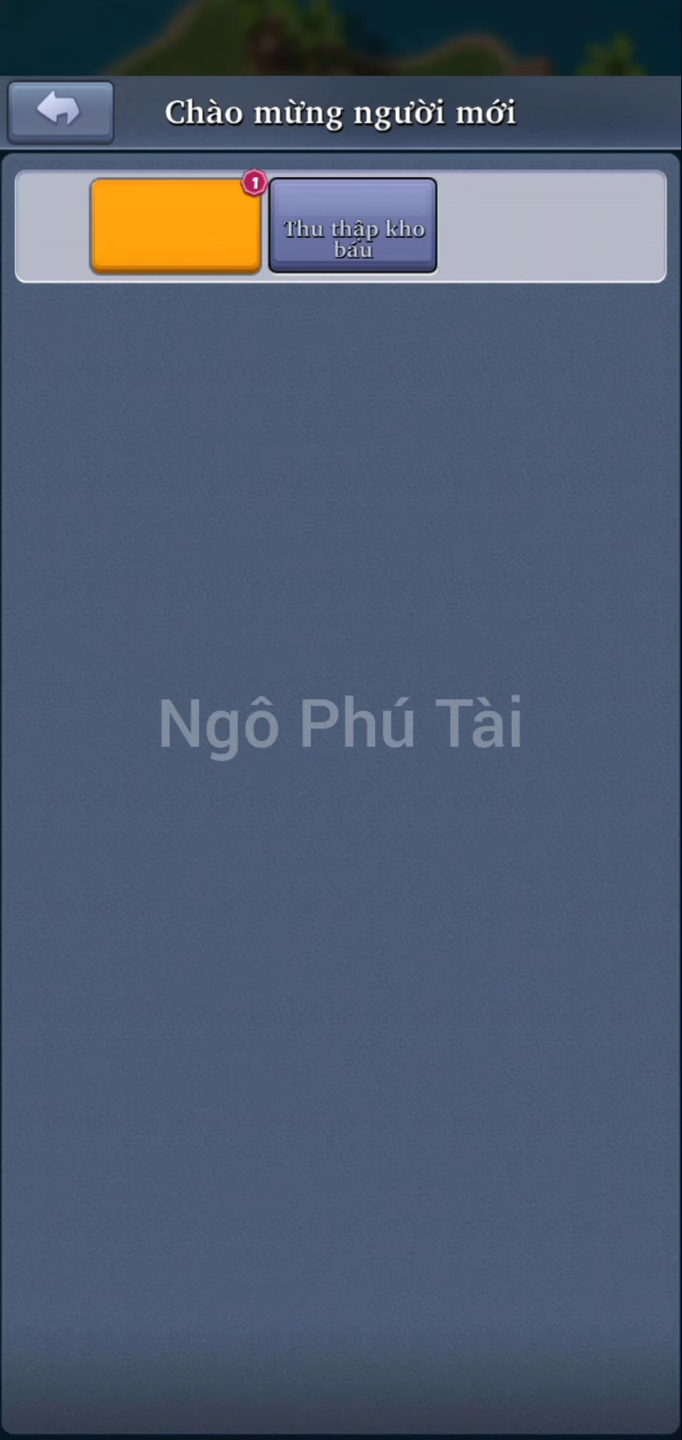 Chào mừng người mới
1
Thu thập kho
báu
Ngô Phú Tài